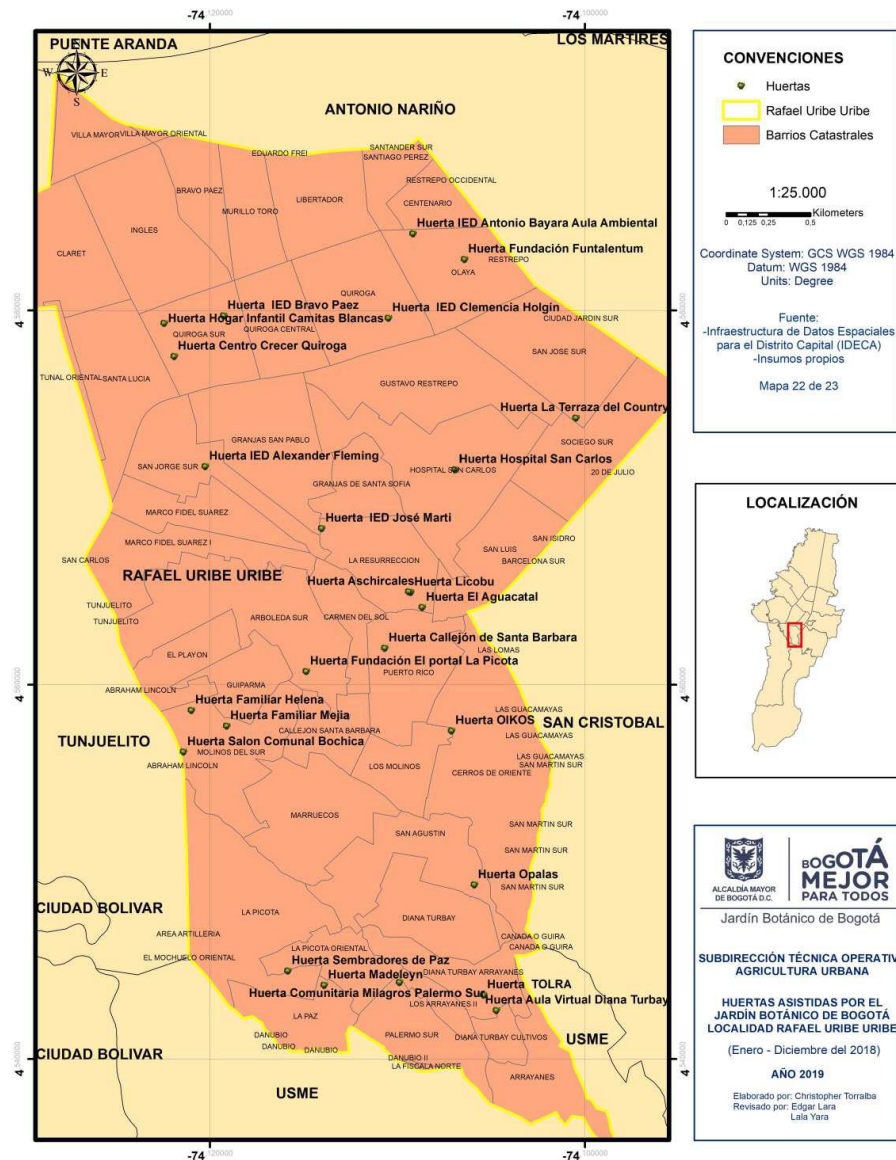 -74,120000
-74,100000
PUENTE ARANDA
LOS MARTIRES
N
W
E
S
ANTONIO NARIÑO
VILLA MAYOR
VILLA MAYOR ORIENTAL
EDUARDO FREI
SANTANDER SUR
SANTIAGO PEREZ
RESTREPO OCCIDENTAL
BRAVO PAEZ
LIBERTADOR
CENTENARIO
MURILLO TORO
INGLES
Huerta IED Antonio Bayara Aula Ambiental
CLARET
Huerta Fundación Funtalentum
RESTREPO
OLAYA
QUIROGA
Huerta IED Bravo Paez
Huerta IED Clemencia Holgin
Huerta Hogar Infantil Camitas Blancas
CIUDAD JARDIN SUR
QUIROGA SUR
QUIROGA CENTRAL
Huerta Centro Crecer Quiroga
SAN JOSE SUR
TUNAL ORIENTAL
SANTA LUCIA
GUSTAVO RESTREPO
Huerta La Terraza del Country
GRANJAS SAN PABLO
SOCIEGO SUR
Huerta IED Alexander Fleming
Huerta Hospital San Carlos
SAN JORGE SUR
HOSPITAL SAN CARLOS
20 DE JULIO
GRANJAS DE SANTA SOFIA
MARCO FIDEL SUAREZ
Huerta IED José Marti
MARCO FIDEL SUAREZ I
SAN ISIDRO
SAN LUIS
SAN CARLOS
LA RESURRECCION
BARCELONA SUR
RAFAEL URIBE URIBE
Huerta Aschircales
Huerta Licobu
Huerta El Aguacatal
TUNJUELITO
TUNJUELITO
ARBOLEDA SUR
CARMEN DEL SOL
Huerta Callejón de Santa Barbara
LAS LOMAS
EL PLAYON
Huerta Fundación El portal La Picota
PUERTO RICO
ABRAHAM LINCOLN
GUIPARMA
Huerta Familiar Helena
LAS GUACAMAYAS
Huerta Familiar Mejia
CALLEJON SANTA BARBARA
Huerta OIKOS
SAN CRISTOBAL
LAS GUACAMAYAS
TUNJUELITO
Huerta Salon Comunal Bochica
MOLINOS DEL SUR
ABRAHAM LINCOLN
LAS GUACAMAYAS
SAN MARTIN SUR
LOS MOLINOS
CERROS DE ORIENTE
MARRUECOS
SAN AGUSTIN
SAN MARTIN SUR
SAN MARTIN SUR
Huerta Opalas
SAN MARTIN SUR
CIUDAD BOLIVAR
LA PICOTA
DIANA TURBAY
AREA ARTILLERIA
CANADA O GUIRA
CANADA O GUIRA
LA PICOTA ORIENTAL
EL MOCHUELO ORIENTAL
Huerta Sembradores de Paz
DIANA TURBAY ARRAYANES
Huerta Madeleyn
Huerta TOLRA
Huerta Comunitaria Milagros Palermo Sur
LOS ARRAYANES II
Huerta Aula Virtual Diana Turbay
LA PAZ
DANUBIO
PALERMO SUR
DIANA TURBAY CULTIVOS
USME
DANUBIO
DANUBIO
DANUBIO II
CIUDAD BOLIVAR
LA FISCALA NORTE
ARRAYANES
USME
-74,120000
-74,100000
CONVENCIONES
Huertas
Rafael Uribe Uribe
Barrios Catastrales
1:25.000
Kilometers
0 0,125 0,25 0,5
Coordinate System: GCS WGS 1984
Datum: WGS 1984
Units: Degree
Fuente:
-Infraestructura de Datos Espaciales
para el Distrito Capital (IDECA)
-Insumos propios
Mapa 22 de 23
LOCALIZACIÓN
ALCALDÍA MAYOR
DE BOGOTÁ D.C.
BOGOTÁ
MEJOR
PARA TODOS
Jardín Botánico de Bogotá
SUBDIRECCIÓN TÉCNICA OPERATIV
AGRICULTURA URBANA
HUERTAS ASISTIDAS POR EL
JARDÍN BOTÁNICO DE BOGOTÁ
LOCALIDAD RAFAEL URIBE URIBE
(Enero - Diciembre del 2018)
AÑO 2019
Elaborado por: Christopher Torralba
Revisado por: Edgar Lara
Lala Yara